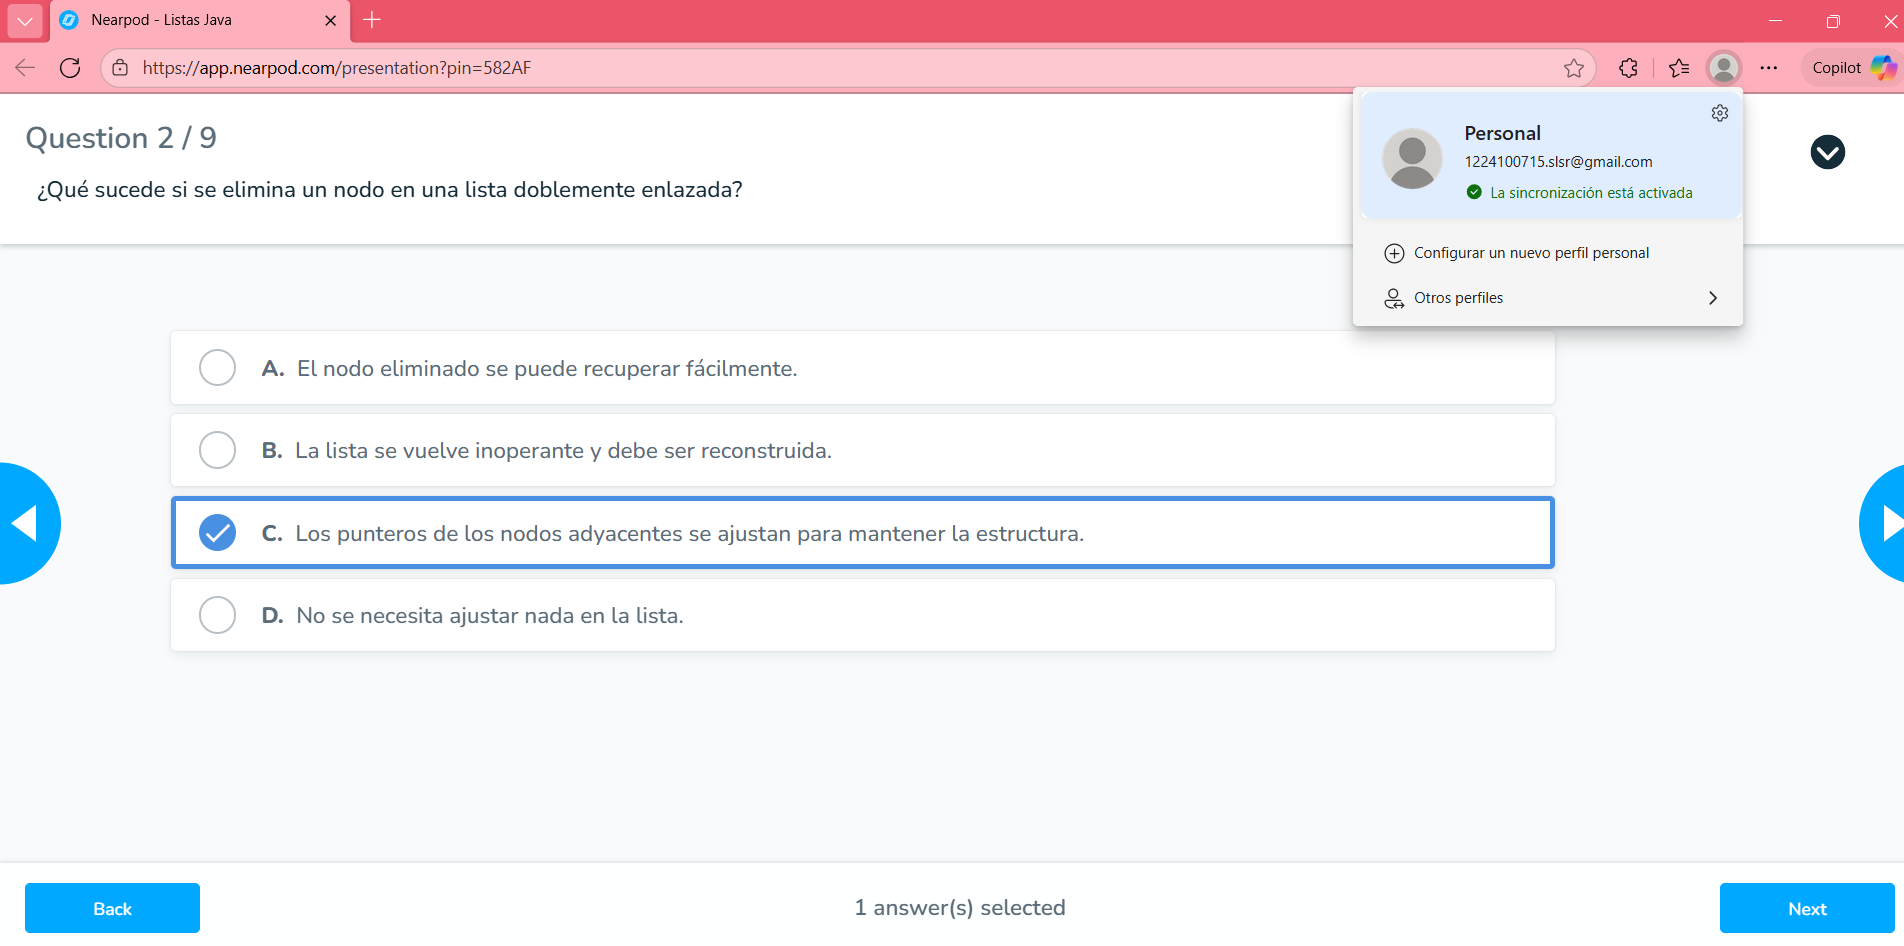 Nearpod - Listas Java
https://app.nearpod.com/presentation?pin=582AF
Copilot
Personal
1224100715.slsr@gmail.com
La sincronización está activada
Configurar un nuevo perfil personal
Otros perfiles
Question 2 / 9
¿Qué sucede si se elimina un nodo en una lista doblemente enlazada?
A. El nodo eliminado se puede recuperar fácilmente.
B. La lista se vuelve inoperante y debe ser reconstruida.
C. Los punteros de los nodos adyacentes se ajustan para mantener la estructura.
D. No se necesita ajustar nada en la lista.
Back
1 answer(s) selected
Next